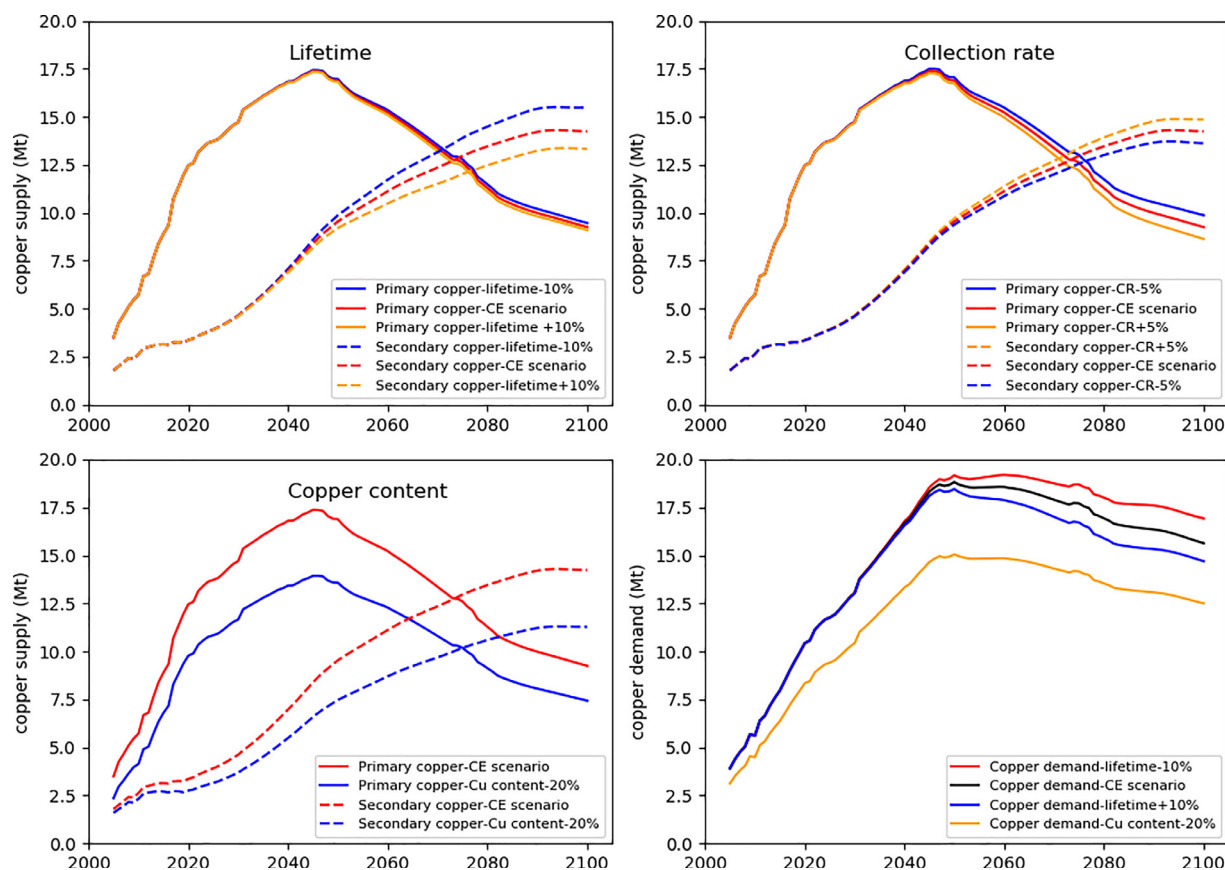 Lifetime
copper supply (Mt)
20.0
17.5
15.0
12.5
10.0
7.5
5.0
2.5
0.0
Primary copper-lifetime-10%
Primary copper-CE scenario
Primary copper-lifetime +10%
Secondary copper-lifetime-10%
Secondary copper-CE scenario
Secondary copper-lifetime+10%
2000 2020 2040 2060 2080 2100
Collection rate
copper supply (Mt)
20.0
17.5
15.0
12.5
10.0
7.5
5.0
2.5
0.0
Primary copper-CR-5%
Primary copper-CE scenario
Primary copper-CR+5%
Secondary copper-CR+5%
Secondary copper-CE scenario
Secondary copper-CR-5%
2000 2020 2040 2060 2080 2100
Copper content
copper supply (Mt)
20.0
17.5
15.0
12.5
10.0
7.5
5.0
2.5
0.0
Primary copper-CE scenario
Primary copper-Cu content-20%
Secondary copper-CE scenario
Secondary copper-Cu content-20%
2000 2020 2040 2060 2080 2100
copper demand (Mt)
20.0
17.5
15.0
12.5
10.0
7.5
5.0
2.5
0.0
Copper demand-lifetime-10%
Copper demand-CE scenario
Copper demand-lifetime+10%
Copper demand-Cu content-20%
2000 2020 2040 2060 2080 2100